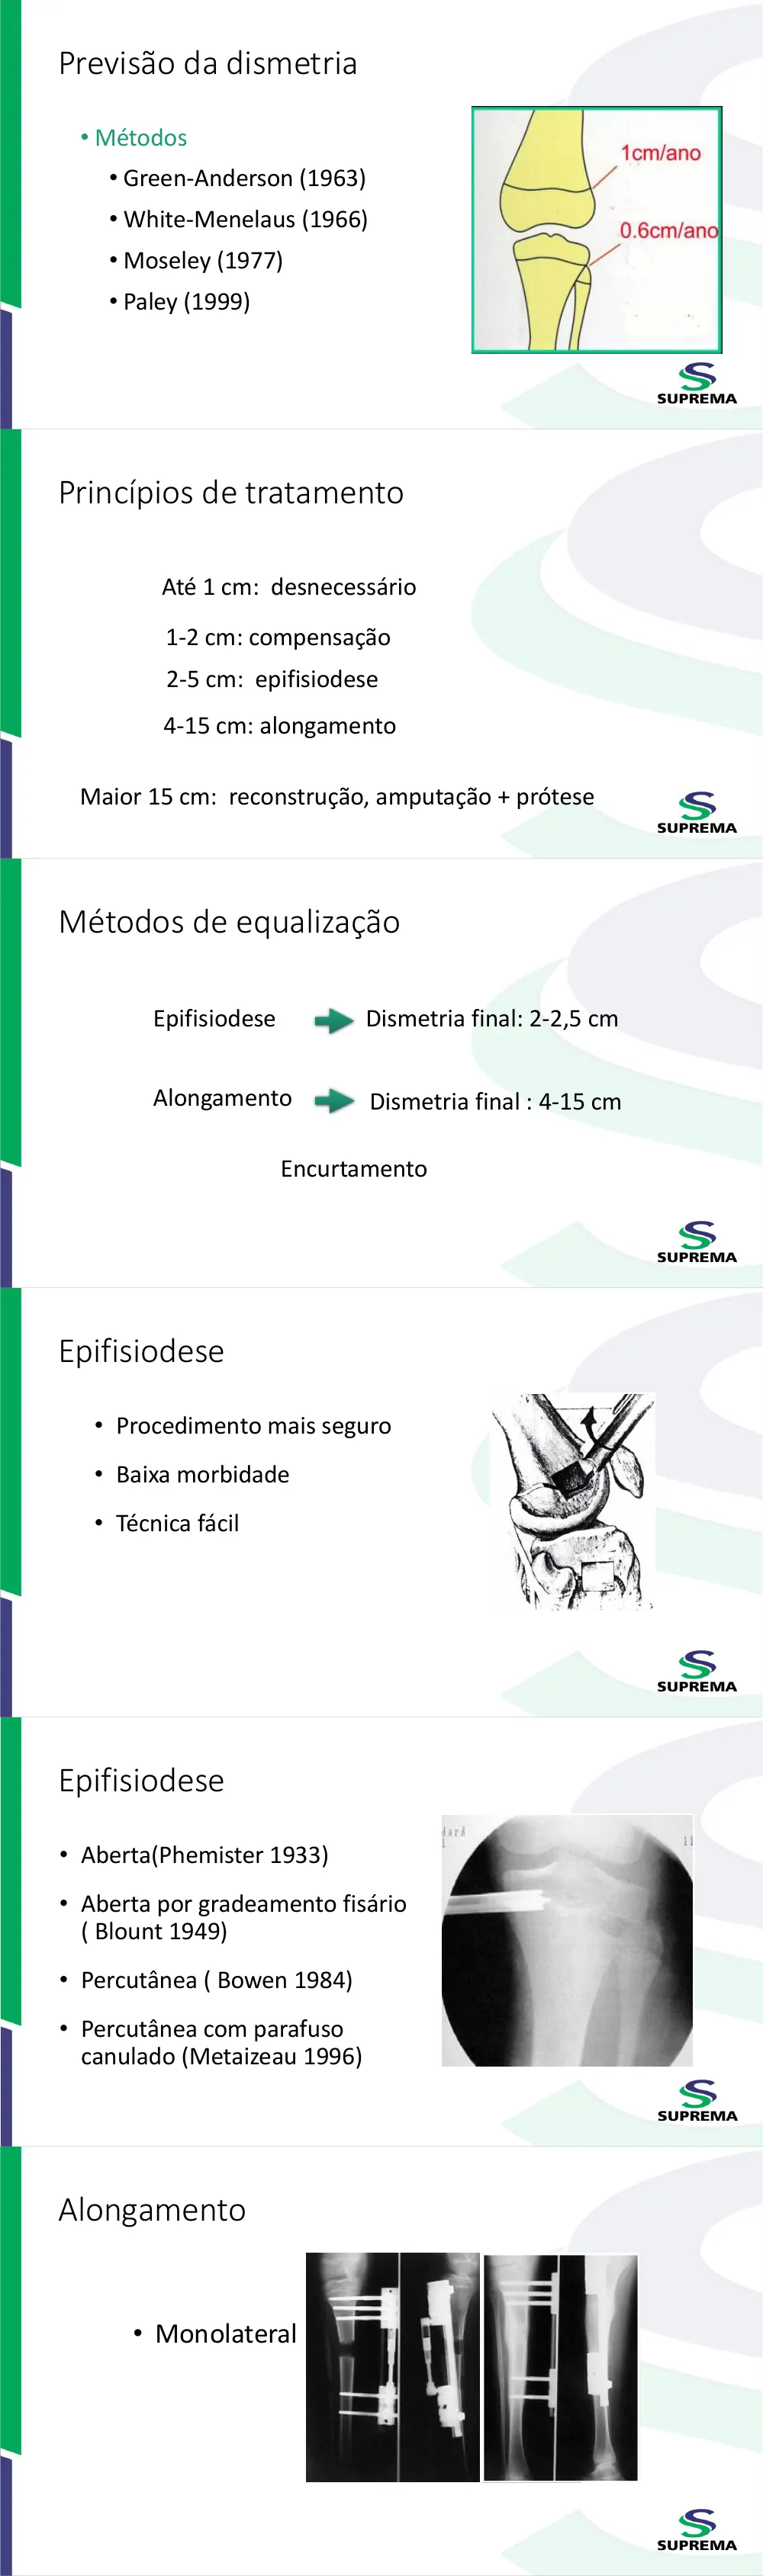 Previsão da dismetria
• Métodos
• Green-Anderson (1963)
• White-Menelaus (1966)
• Moseley (1977)
• Paley (1999)
1cm/ano
0.6cm/ano
SUPREMA
Princípios de tratamento
Até 1 cm: desnecessário
1-2 cm: compensação
2-5 cm: epifisiodese
4-15 cm: alongamento
Maior 15 cm: reconstrução, amputação + prótese
SUPREMA
Métodos de equalização
Epifisiodese Dismetria final: 2-2,5 cm
Alongamento Dismetria final : 4-15 cm
Encurtamento
SUPREMA
Epifisiodese
• Procedimento mais seguro
• Baixa morbidade
• Técnica fácil
SUPREMA
Epifisiodese
• Aberta(Phemister 1933)
• Aberta por gradeamento fisário
( Blount 1949)
• Percutânea ( Bowen 1984)
• Percutânea com parafuso
canulado (Metaizeau 1996)
SUPREMA
Alongamento
• Monolateral
SUPREMA